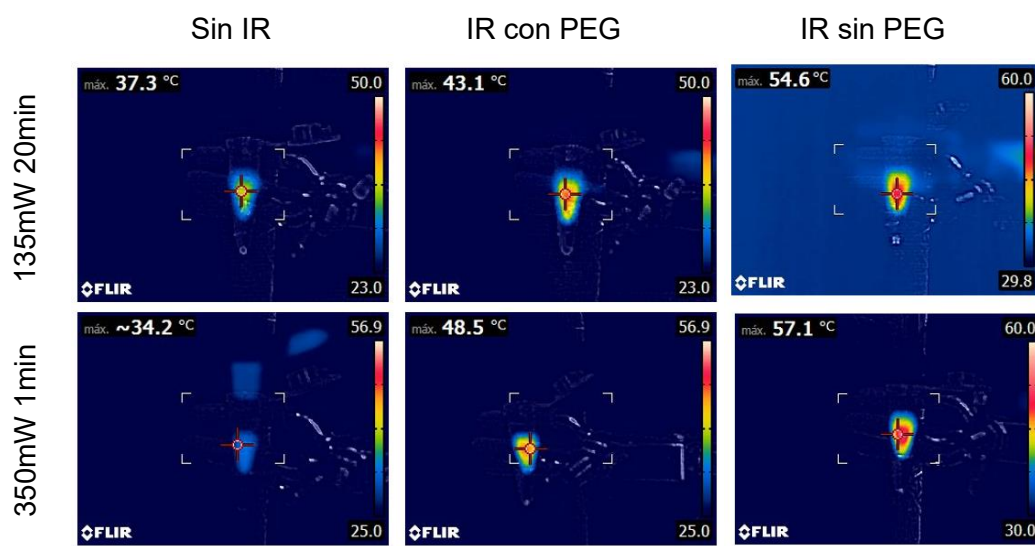 Sin IR
IR con PEG
IR sin PEG
135mW 20min
máx. 37.3 °C
50.0
23.0
FLIR
máx. 43.1 °C
50.0
23.0
FLIR
máx. 54.6 °C
60.0
29.8
FLIR
350mW 1min
máx. ~34.2 °C
56.9
25.0
FLIR
máx. 48.5 °C
56.9
25.0
FLIR
máx. 57.1 °C
60.0
30.0
FLIR